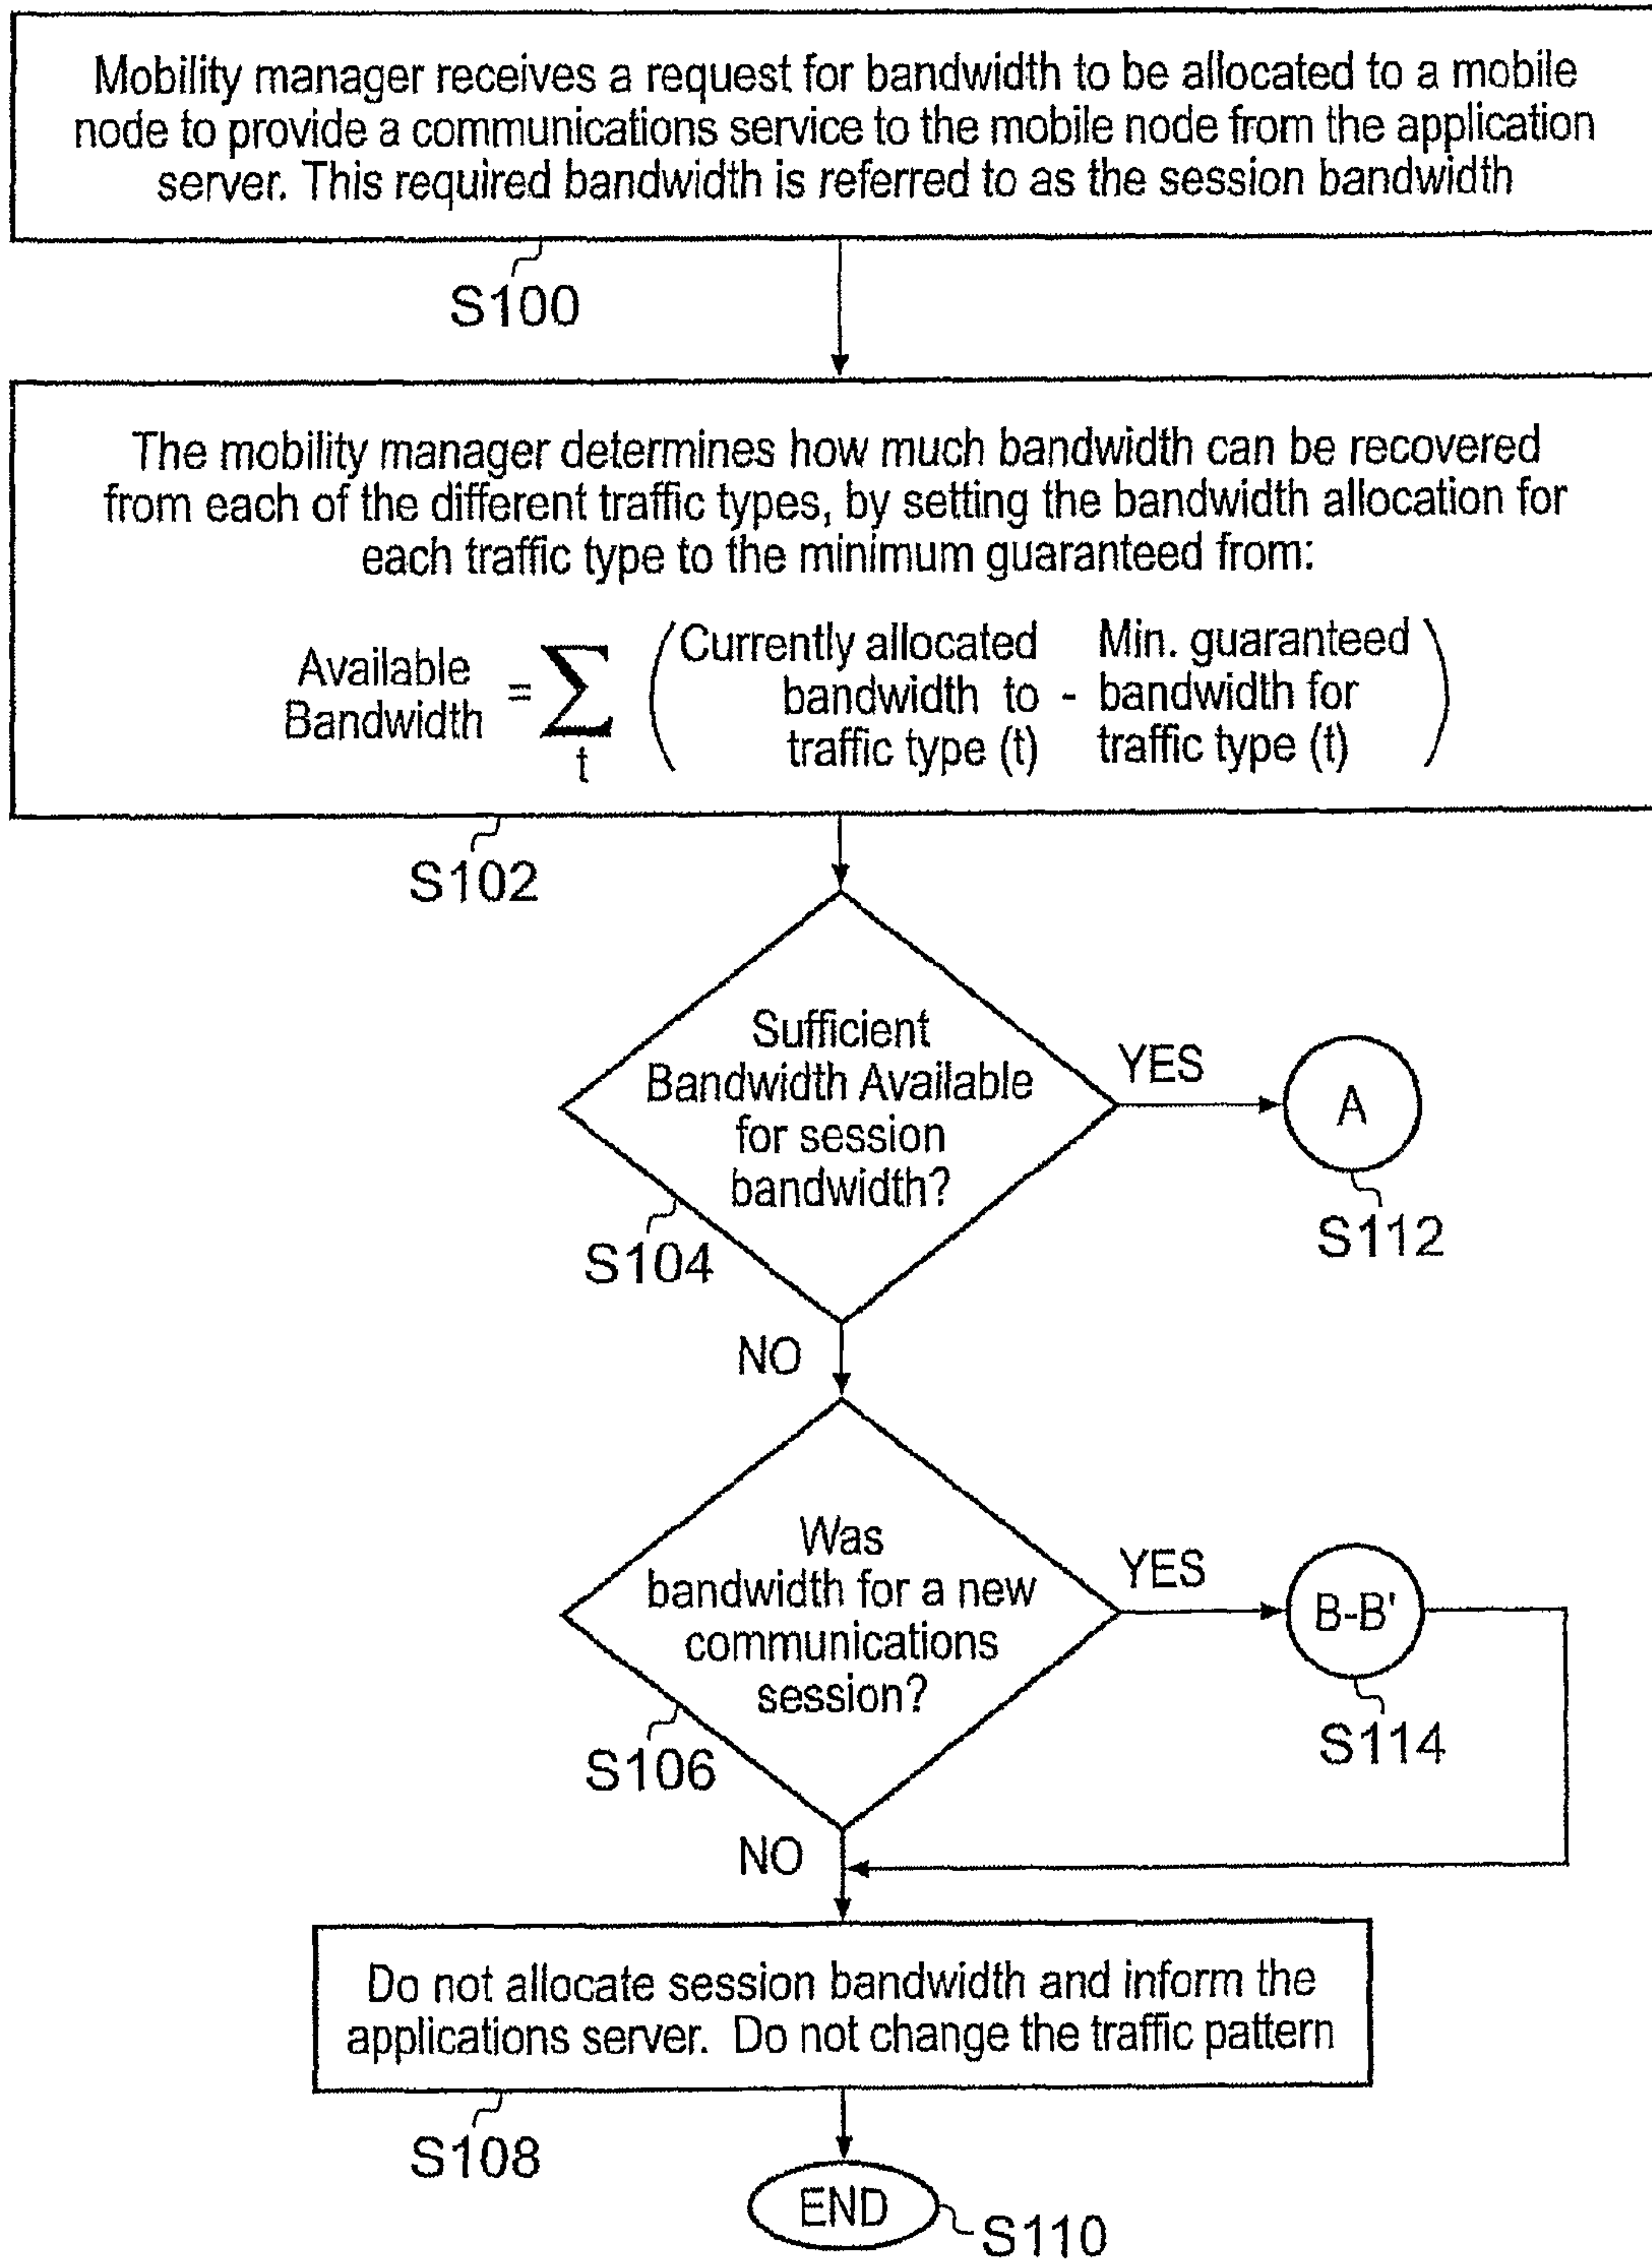 Mobility manager receives a request for bandwidth to be allocated to a mobile
node to provide a communications service to the mobile node from the application
server. This required bandwidth is referred to as the session bandwidth
S100
The mobility manager determines how much bandwidth can be recovered
from each of the different traffic types, by setting the bandwidth allocation for
each traffic type to the minimum guaranteed from:
Available
Bandwidth
= Σ
t
(
Currently allocated
bandwidth to
traffic type (t)
-
Min. guaranteed
bandwidth for
traffic type (t)
)
S102
Sufficient
Bandwidth Available
for session
bandwidth?
YES
A
S112
S104
NO
Was
bandwidth for a new
communications
session?
YES
B-B'
S114
S106
NO
Do not allocate session bandwidth and inform the
applications server. Do not change the traffic pattern
S108
END
S110